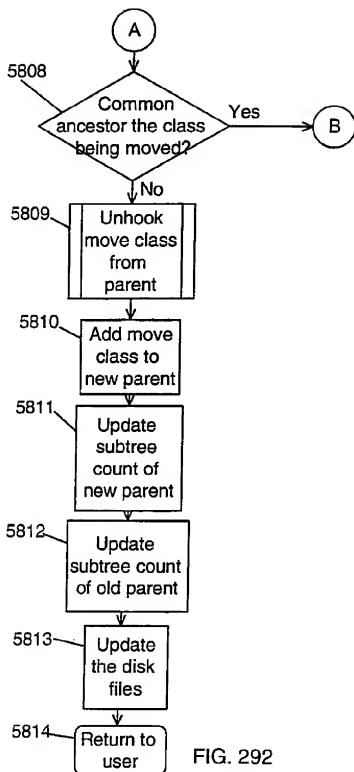 A
5808
Common
ancestor the class
being moved?
Yes
B
No
5809
Unhook
move class
from
parent
5810
Add move
class to
new parent
5811
Update
subtree
count of
new parent
5812
Update
subtree count
of old parent
5813
Update
the disk
files
5814
Return to
user
FIG. 292